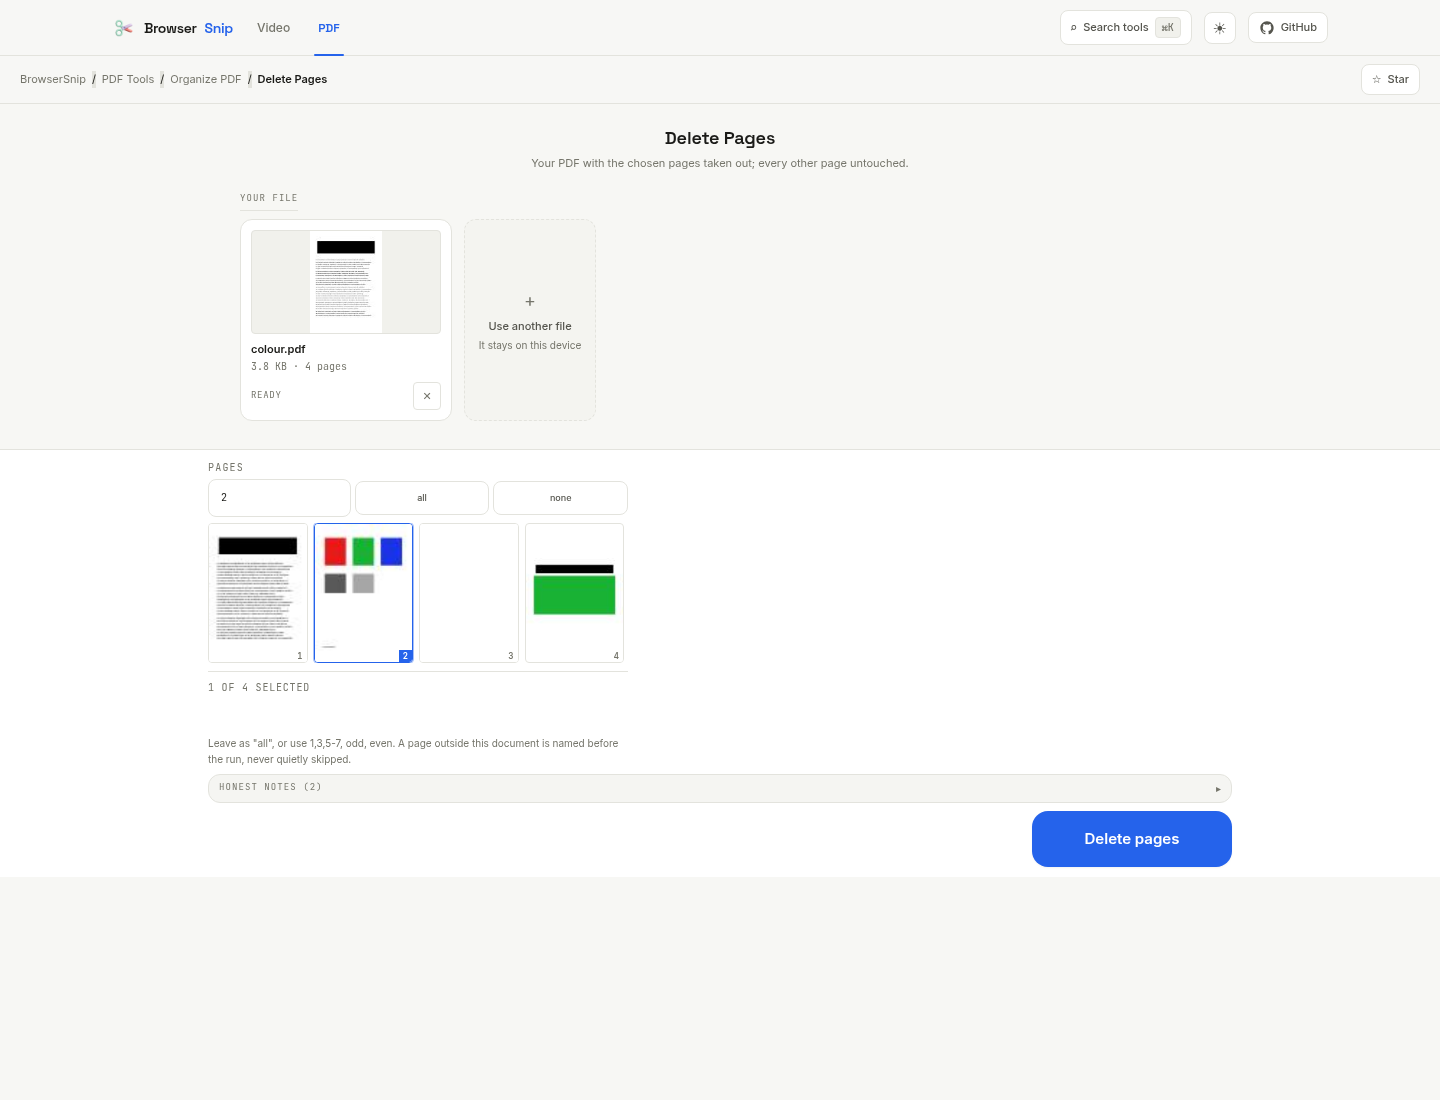 Browser Snip Video PDF Search tools ⌘K GitHub
BrowserSnip / PDF Tools / Organize PDF / Delete Pages ☆ Star
Delete Pages
Your PDF with the chosen pages taken out; every other page untouched.
YOUR FILE
+
Use another file
It stays on this device
colour.pdf
3.8 KB · 4 pages
READY ×
PAGES
2 all none
1 2 3 4
1 OF 4 SELECTED
Leave as "all", or use 1,3,5-7, odd, even. A page outside this document is named before
the run, never quietly skipped.
HONEST NOTES (2)
Delete pages